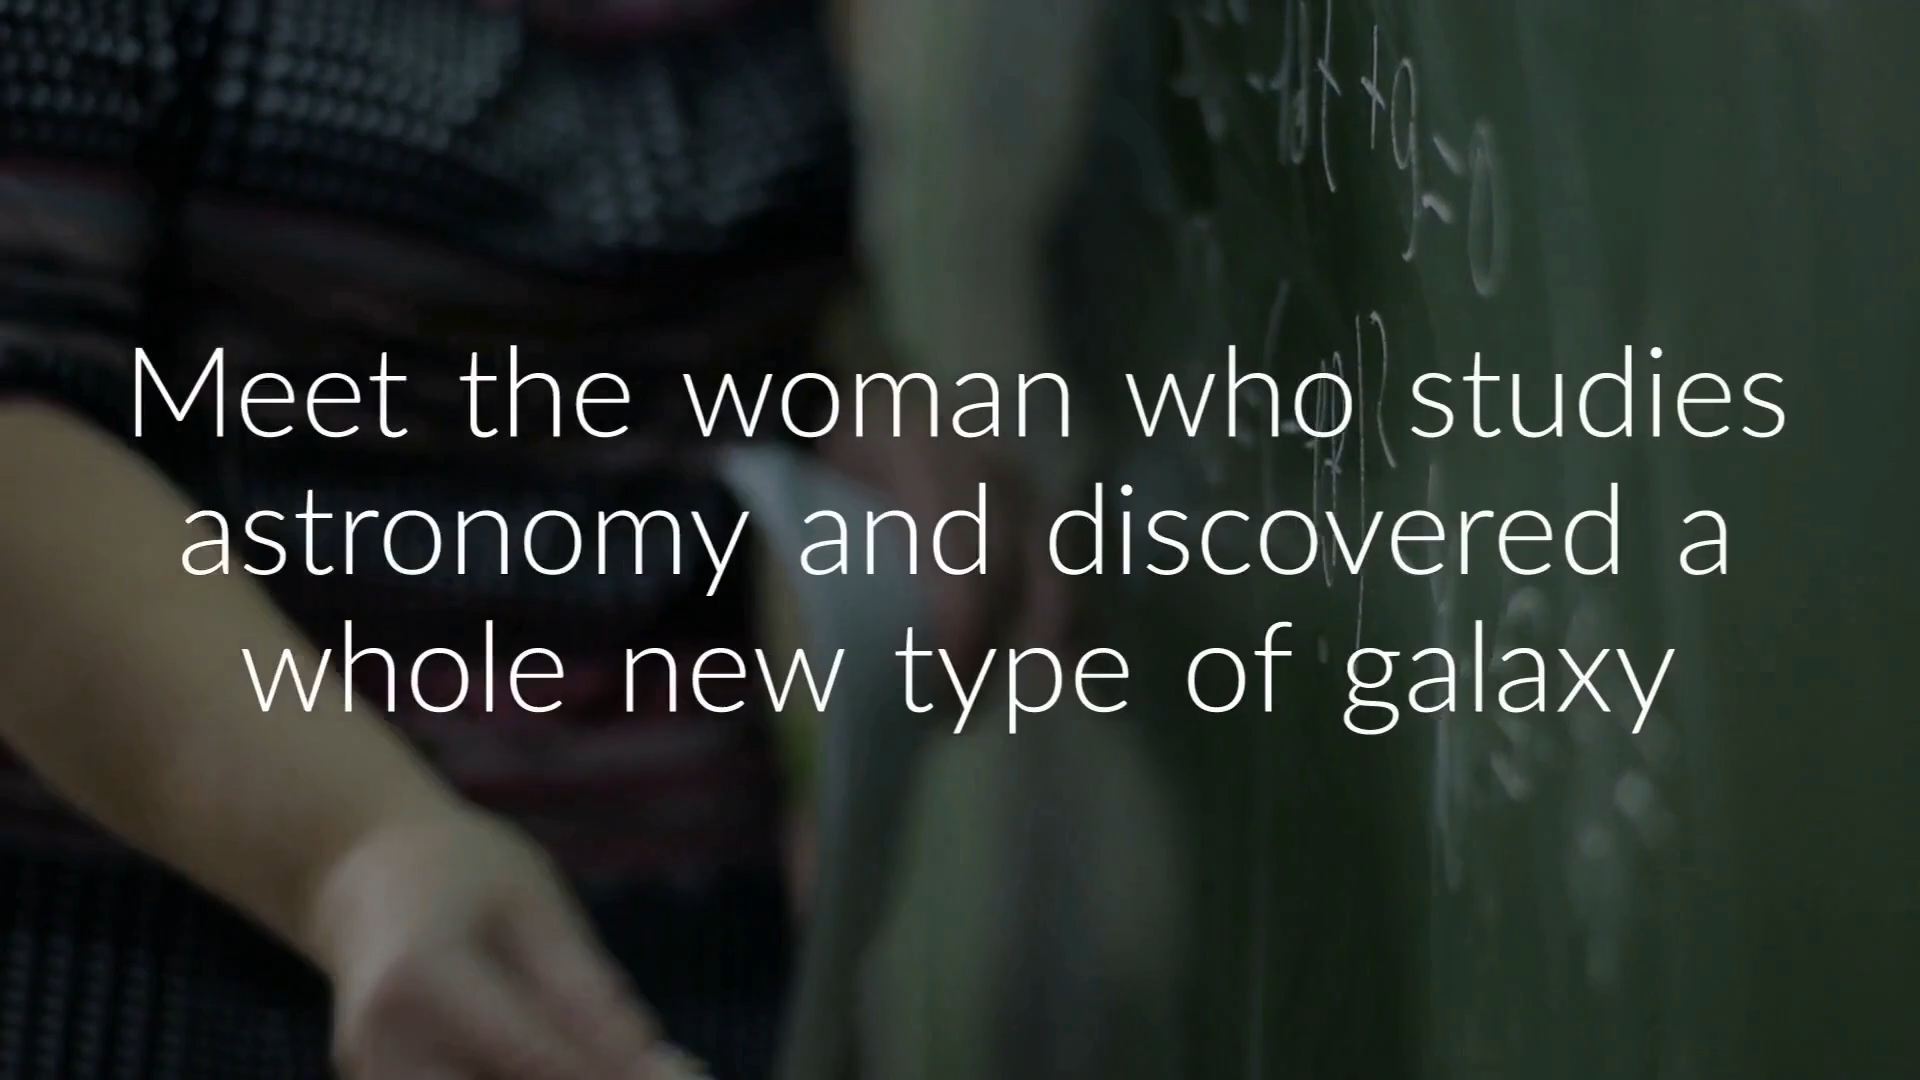 Meet the woman who studies
astronomy and discovered a
whole new type of galaxy